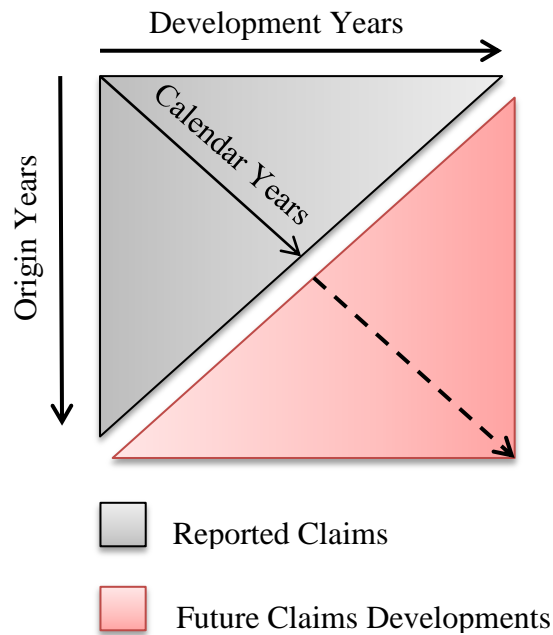 Development Years
Calendar Years
Origin Years
Reported Claims
Future Claims Developments